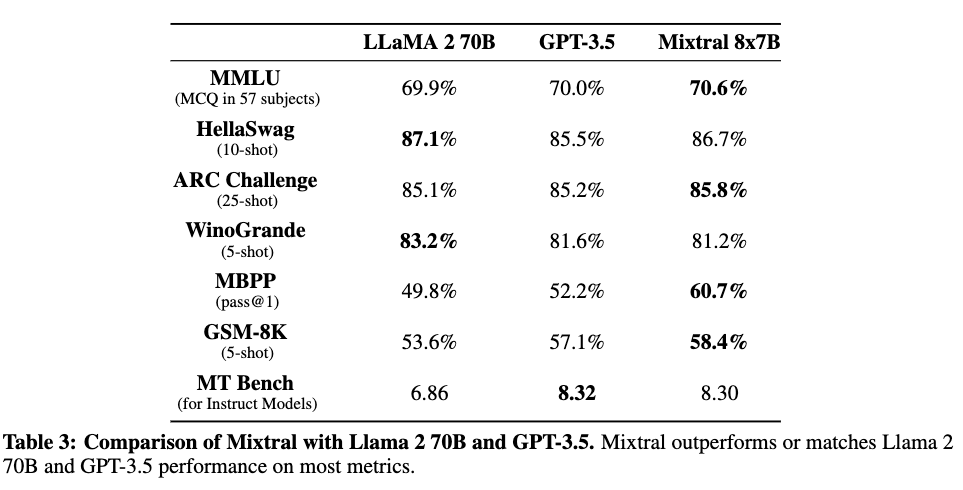 LLaMA 2 70B GPT-3.5 Mixtral 8x7B
MMLU
(MCQ in 57 subjects)
69.9% 70.0% 70.6%
HellaSwag
(10-shot)
87.1% 85.5% 86.7%
ARC Challenge
(25-shot)
85.1% 85.2% 85.8%
WinoGrande
(5-shot)
83.2% 81.6% 81.2%
MBPP
(pass@1)
49.8% 52.2% 60.7%
GSM-8K
(5-shot)
53.6% 57.1% 58.4%
MT Bench
(for Instruct Models)
6.86 8.32 8.30
Table 3: Comparison of Mixtral with Llama 2 70B and GPT-3.5. Mixtral outperforms or matches Llama 2
70B and GPT-3.5 performance on most metrics.